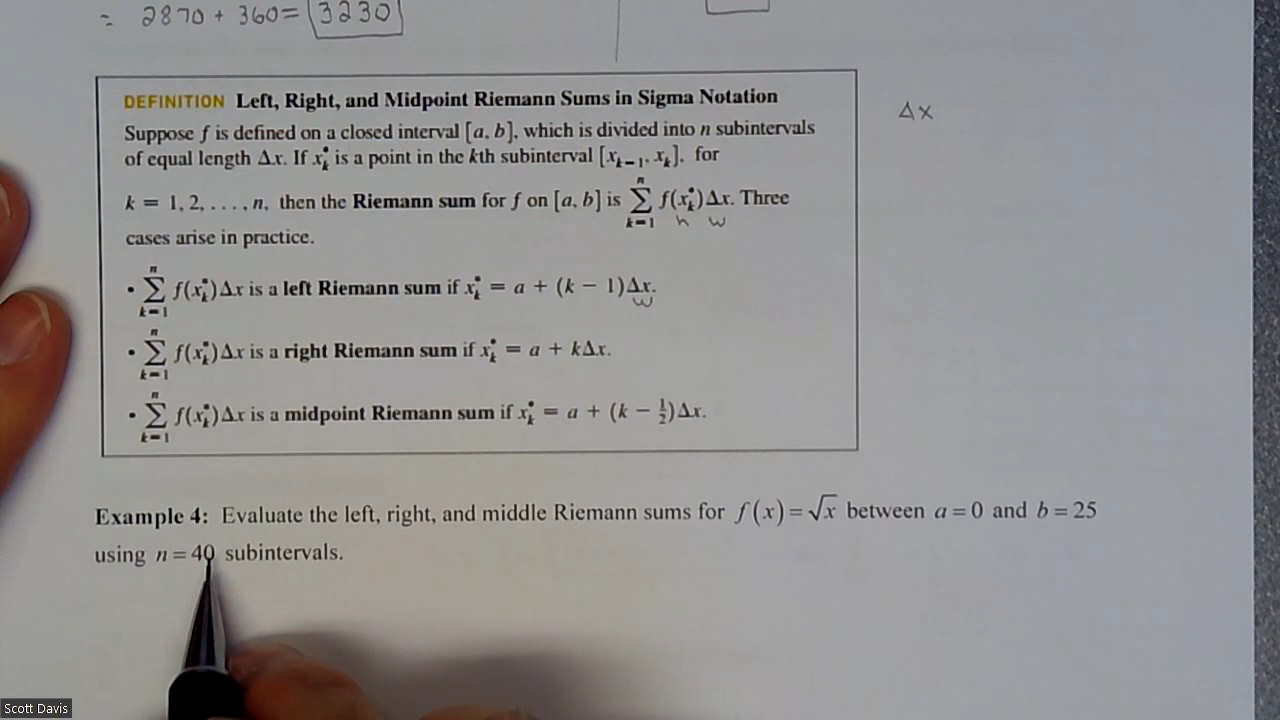 = 2870 + 360 = 3230
DEFINITION Left, Right, and Midpoint Riemann Sums in Sigma Notation
Δx
Suppose f is defined on a closed interval [a, b], which is divided into n subintervals
of equal length Δx. If x*ₖ is a point in the kth subinterval [xₖ₋₁, xₖ], for
k = 1, 2, . . . , n, then the Riemann sum for f on [a, b] is ∑ₖ₌₁ⁿ f(x*ₖ)Δx. Three
h w
cases arise in practice.
• ∑ₖ₌₁ⁿ f(x*ₖ)Δx is a left Riemann sum if x*ₖ = a + (k − 1)Δx.
w
• ∑ₖ₌₁ⁿ f(x*ₖ)Δx is a right Riemann sum if x*ₖ = a + kΔx.
• ∑ₖ₌₁ⁿ f(x*ₖ)Δx is a midpoint Riemann sum if x*ₖ = a + (k − ½)Δx.
Example 4: Evaluate the left, right, and middle Riemann sums for f(x) = √x between a = 0 and b = 25
using n = 40 subintervals.
Scott Davis